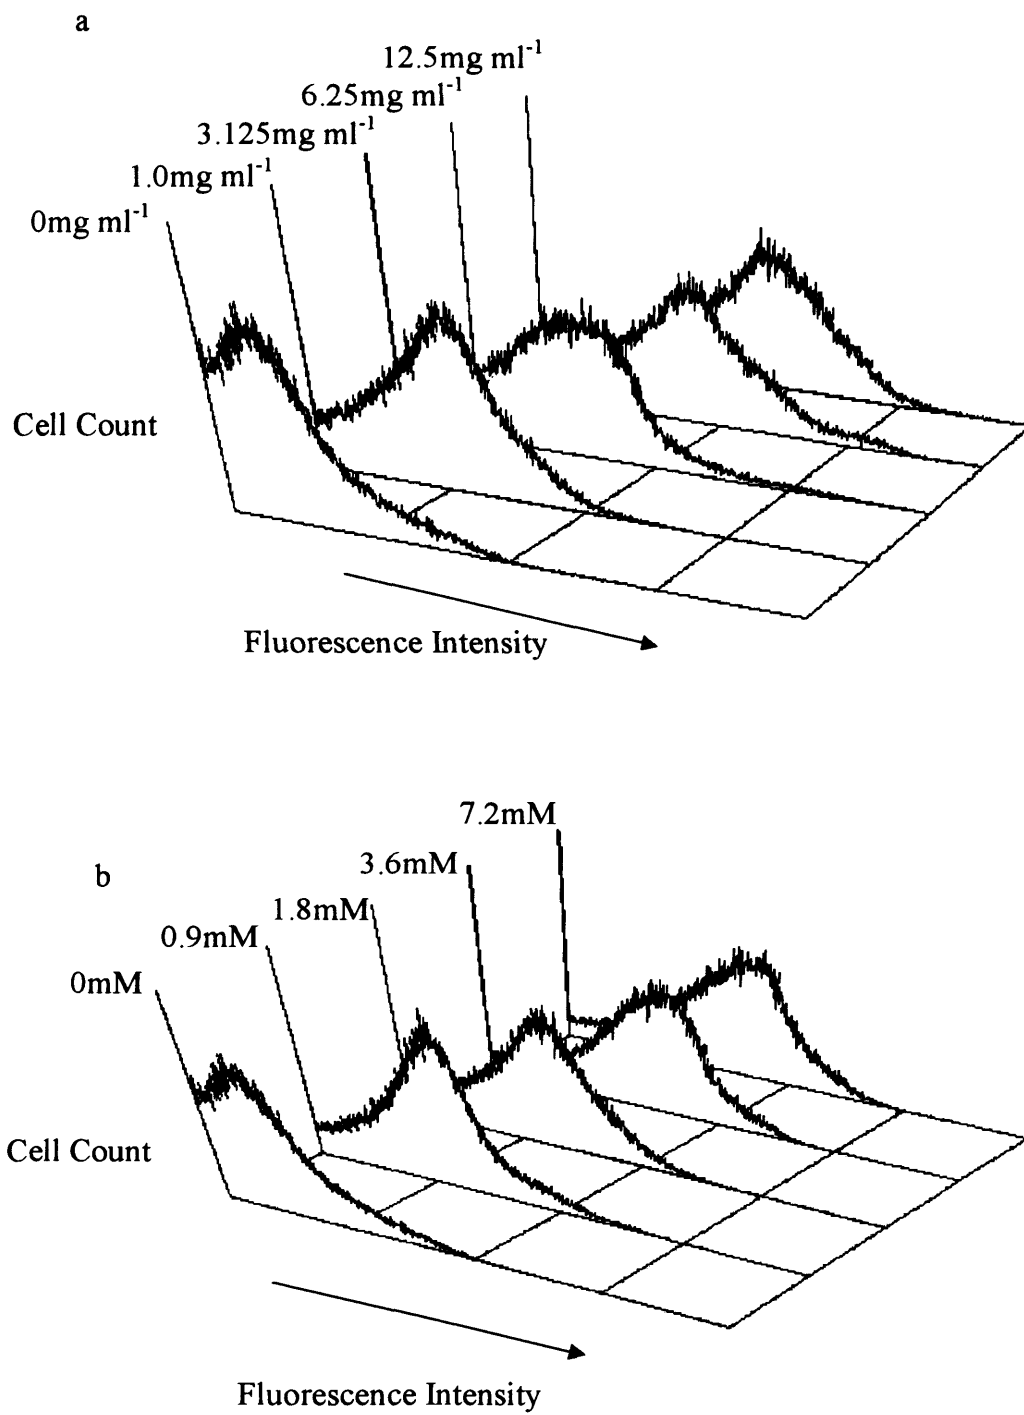 a
12.5mg ml⁻¹
6.25mg ml⁻¹
3.125mg ml⁻¹
1.0mg ml⁻¹
0mg ml⁻¹
Cell Count
Fluorescence Intensity
7.2mM
b
3.6mM
1.8mM
0.9mM
0mM
Cell Count
Fluorescence Intensity